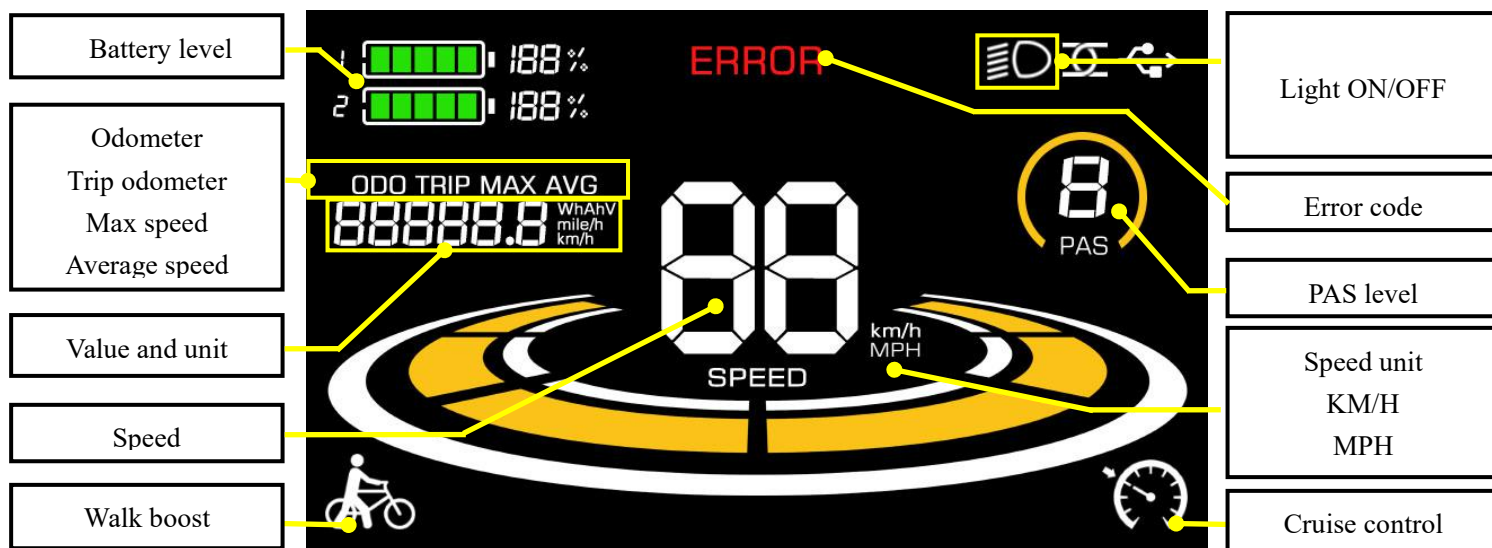 Battery level
Odometer
Trip odometer
Max speed
Average speed
Value and unit
Speed
Walk boost
1 188%
2 188%
ERROR
ODO TRIP MAX AVG
88888.8 WhAhV
mile/h
km/h
88
km/h
MPH
SPEED
8
PAS
Light ON/OFF
Error code
PAS level
Speed unit
KM/H
MPH
Cruise control